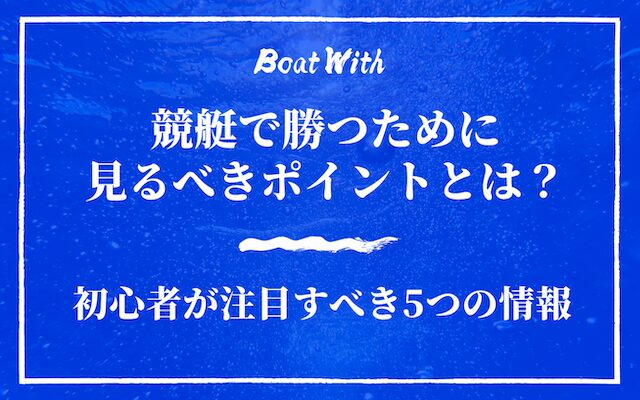 Boat With
競艇で勝つために
見るべきポイントとは？
初心者が注目すべき5つの情報